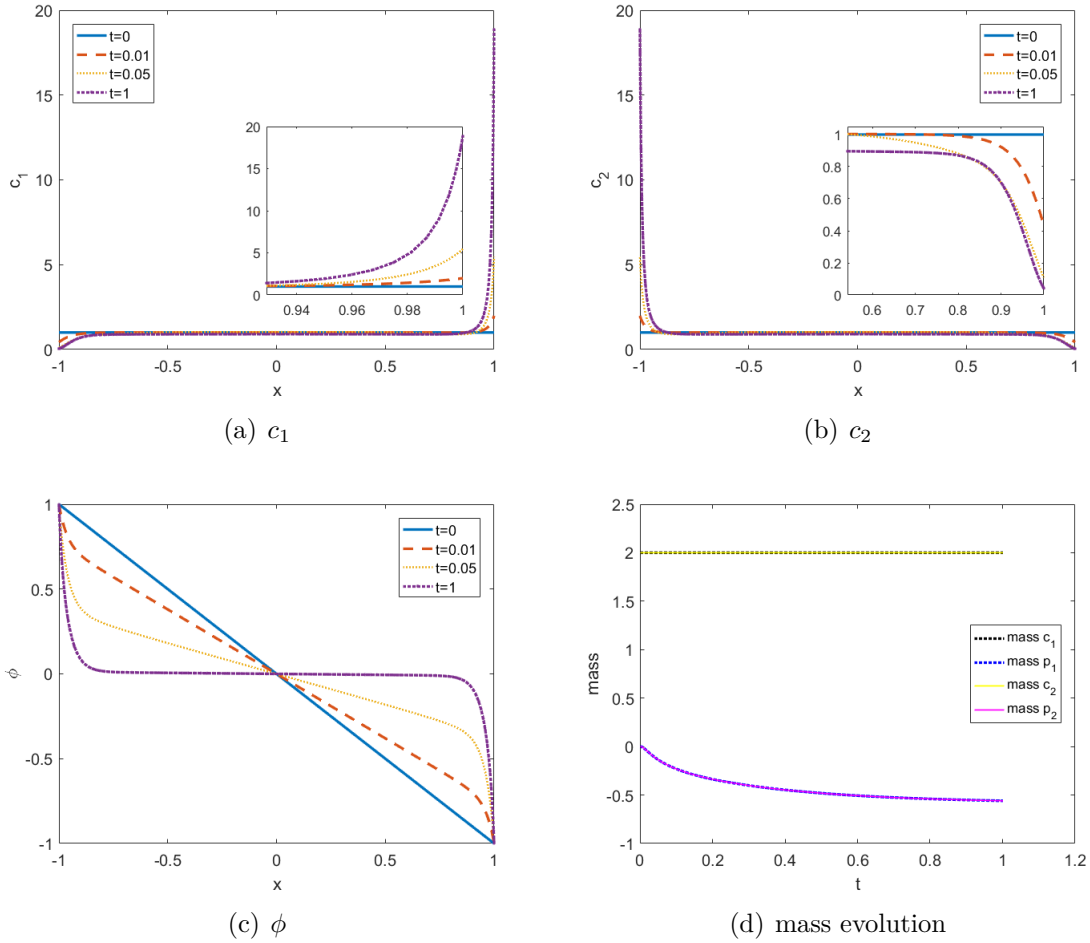 20
15
10
5
0
c₁
t=0
t=0.01
t=0.05
t=1
20
15
10
5
0
0.94 0.96 0.98 1
-1 -0.5 0 0.5 1
x
(a) c₁
20
15
10
5
0
c₂
t=0
t=0.01
t=0.05
t=1
1
0.8
0.6
0.4
0.2
0
0.6 0.7 0.8 0.9 1
-1 -0.5 0 0.5 1
x
(b) c₂
1
0.5
0
-0.5
-1
ϕ
t=0
t=0.01
t=0.05
t=1
-1 -0.5 0 0.5 1
x
(c) ϕ
2.5
2
1.5
1
0.5
0
-0.5
-1
mass
mass c₁
mass p₁
mass c₂
mass p₂
0 0.2 0.4 0.6 0.8 1 1.2
t
(d) mass evolution